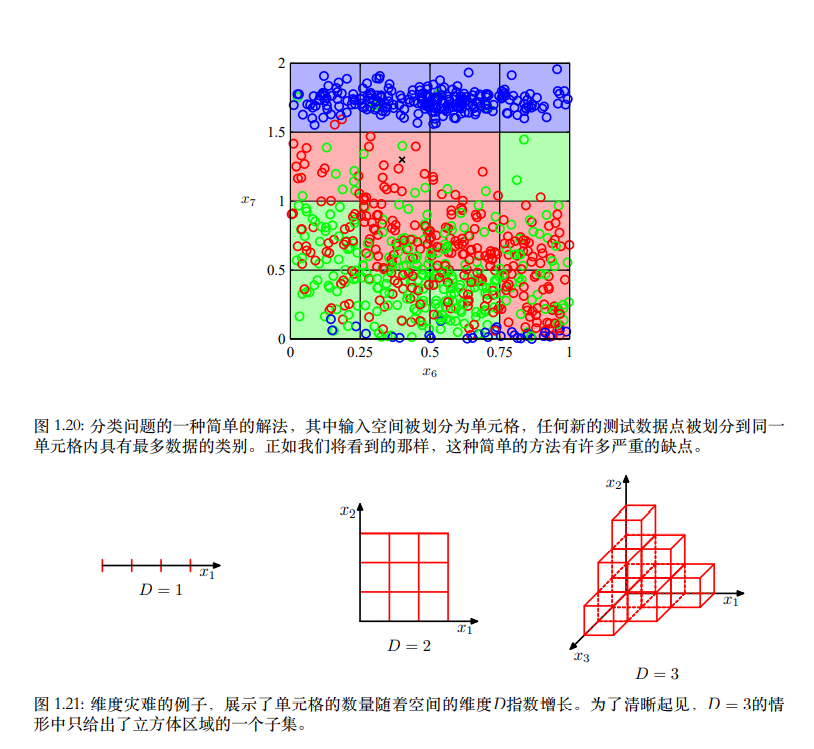 2
1.5
x7
1
0.5
0
0 0.25 0.5 0.75 1
x6
图 1.20: 分类问题的一种简单的解法，其中输入空间被划分为单元格，任何新的测试数据点被划分到同一
单元格内具有最多数据的类别。正如我们将看到的那样，这种简单的方法有许多严重的缺点。
x1
D = 1
x2
x1
D = 2
x2
x1
x3
D = 3
图 1.21: 维度灾难的例子，展示了单元格的数量随着空间的维度D指数增长。为了清晰起见，D = 3的情
形中只给出了立方体区域的一个子集。